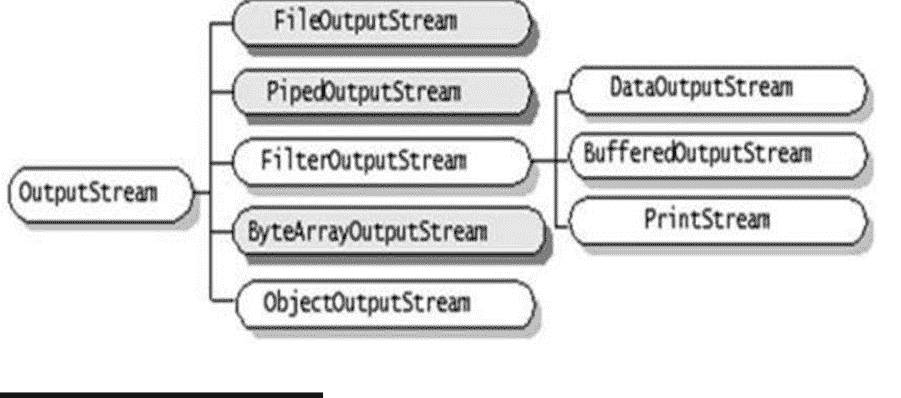 FileOutputStream
PipedOutputStream
DataOutputStream
FilterOutputStream
BufferedOutputStream
OutputStream
PrintStream
ByteArrayOutputStream
ObjectOutputStream